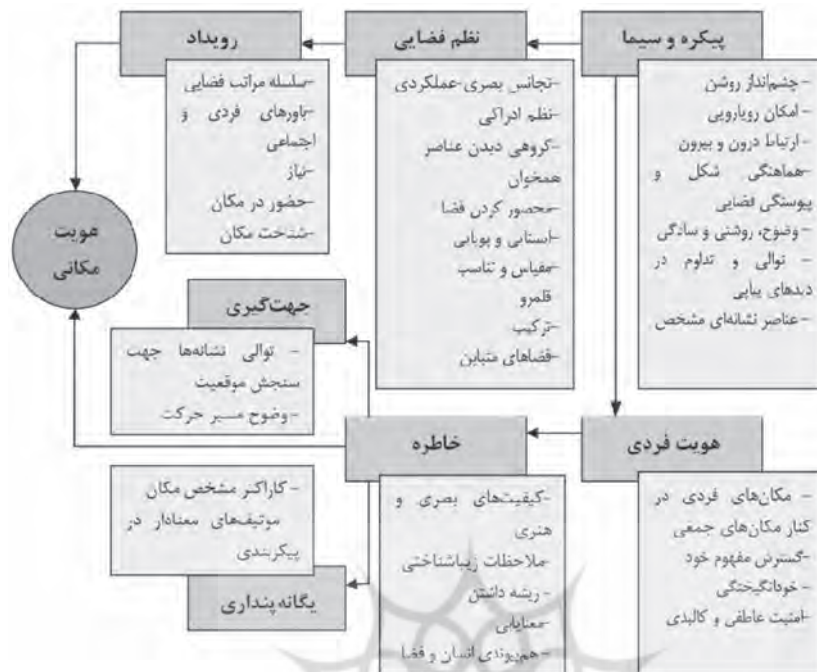 پیکره و سیما
-چشم‌انداز روشن
-امکان رویارویی
-ارتباط درون و بیرون
-هماهنگی شکل و
پیوستگی فضایی
-وضوح، روشنی و سادگی
- توالی و تداوم در
دیدهای پیاپی
-عناصر نشانه‌ای مشخص
نظم فضایی
-تجانس بصری-عملکردی
-نظم ادراکی
-گروهی دیدن عناصر
همخوان
-محصور کردن فضا
-ایستایی و پویایی
-مقیاس و تناسب
قلمرو
-ترکیب
-فضاهای متباین
رویداد
-سلسله مراتب فضایی
-باورهای فردی و
اجتماعی
-نیاز
-حضور در مکان
-شناخت مکان
هویت
مکانی
جهت‌گیری
- توالی نشانه‌ها جهت
سنجش موقعیت
-وضوح مسیر حرکت
هویت فردی
- مکان‌های فردی در
کنار مکان‌های جمعی
-گسترش مفهوم خود
-خودانگیختگی
-امنیت عاطفی و کالبدی
خاطره
-کیفیت‌های بصری و
هنری
-ملاحظات زیباشناختی
-ریشه داشتن
-معنایابی
-هم‌پیوندی انسان و فضا
-کاراکتر مشخص مکان
موتیف‌های معنادار در
پیکربندی
یگانه‌پنداری